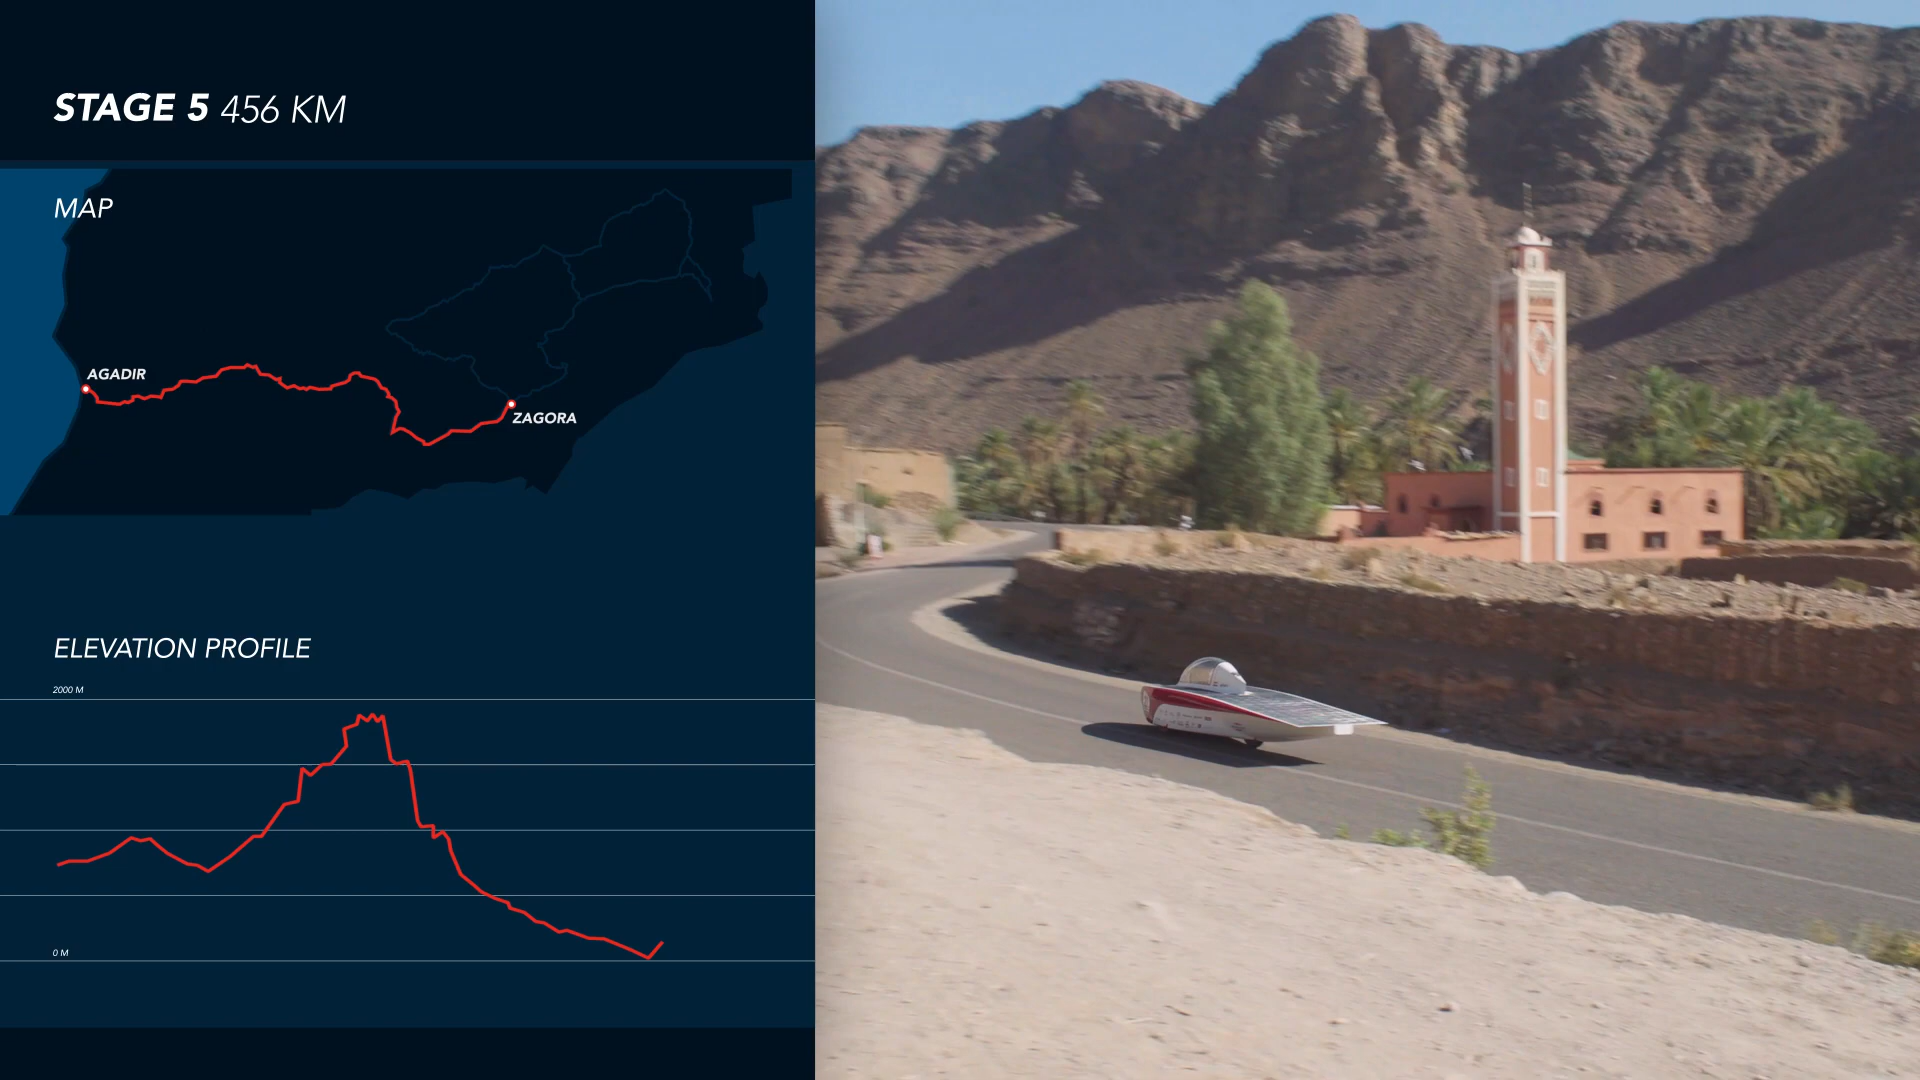 STAGE 5 456 KM
MAP
AGADIR
ZAGORA
ELEVATION PROFILE
2000 M
0 M